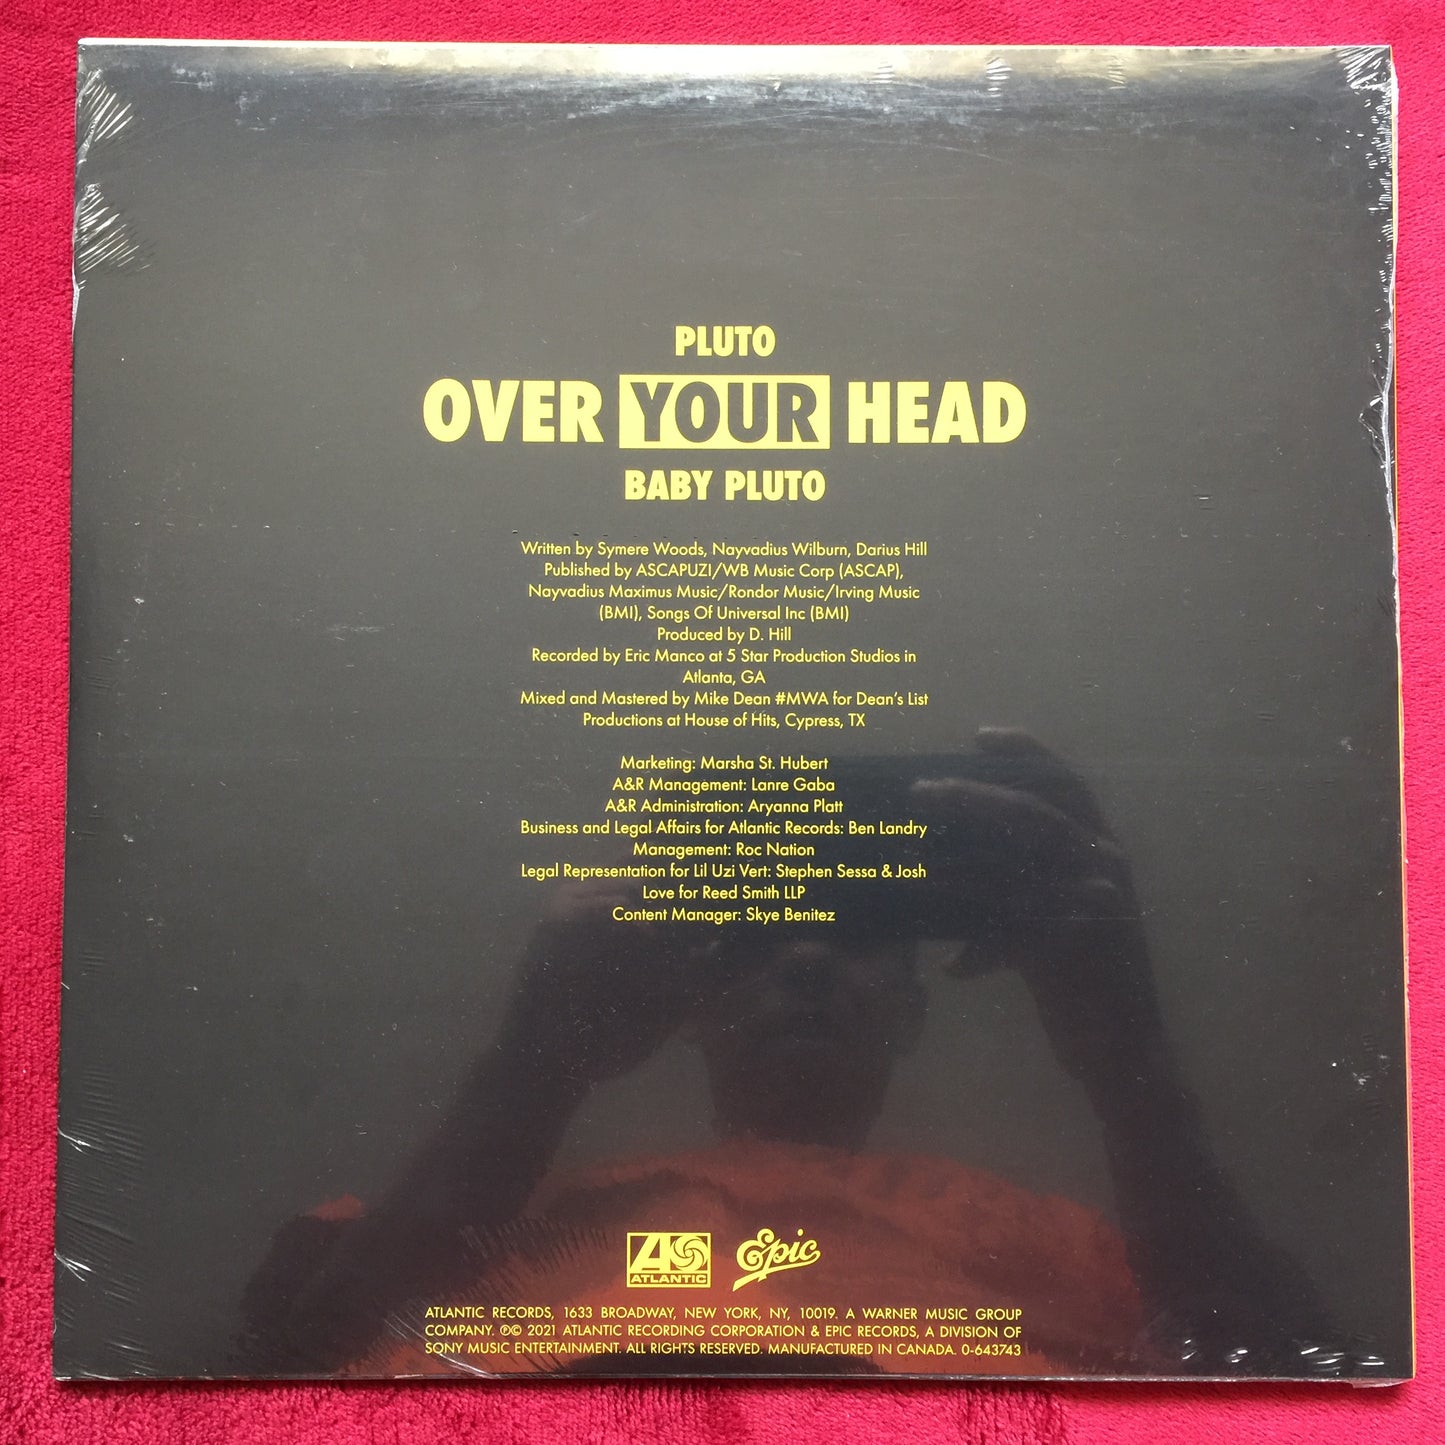 PLUTO
OVER YOUR HEAD
BABY PLUTO
Written by Symere Woods, Nayvadius Wilburn, Darius Hill
Published by ASCAPUZI/WB Music Corp (ASCAP),
Nayvadius Maximus Music/Rondor Music/Irving Music
(BMI), Songs Of Universal Inc (BMI)
Produced by D. Hill
Recorded by Eric Manco at 5 Star Production Studios in
Atlanta, GA
Mixed and Mastered by Mike Dean #MWA for Dean's List
Productions at House of Hits, Cypress, TX
Marketing: Marsha St. Hubert
A&R Management: Lanre Gaba
A&R Administration: Aryanna Platt
Business and Legal Affairs for Atlantic Records: Ben Landry
Management: Roc Nation
Legal Representation for Lil Uzi Vert: Stephen Sessa & Josh
Love for Reed Smith LLP
Content Manager: Skye Benitez
ATLANTIC Epic
ATLANTIC RECORDS, 1633 BROADWAY, NEW YORK, NY, 10019. A WARNER MUSIC GROUP
COMPANY. ℗© 2021 ATLANTIC RECORDING CORPORATION & EPIC RECORDS, A DIVISION OF
SONY MUSIC ENTERTAINMENT. ALL RIGHTS RESERVED. MANUFACTURED IN CANADA. 0-643743